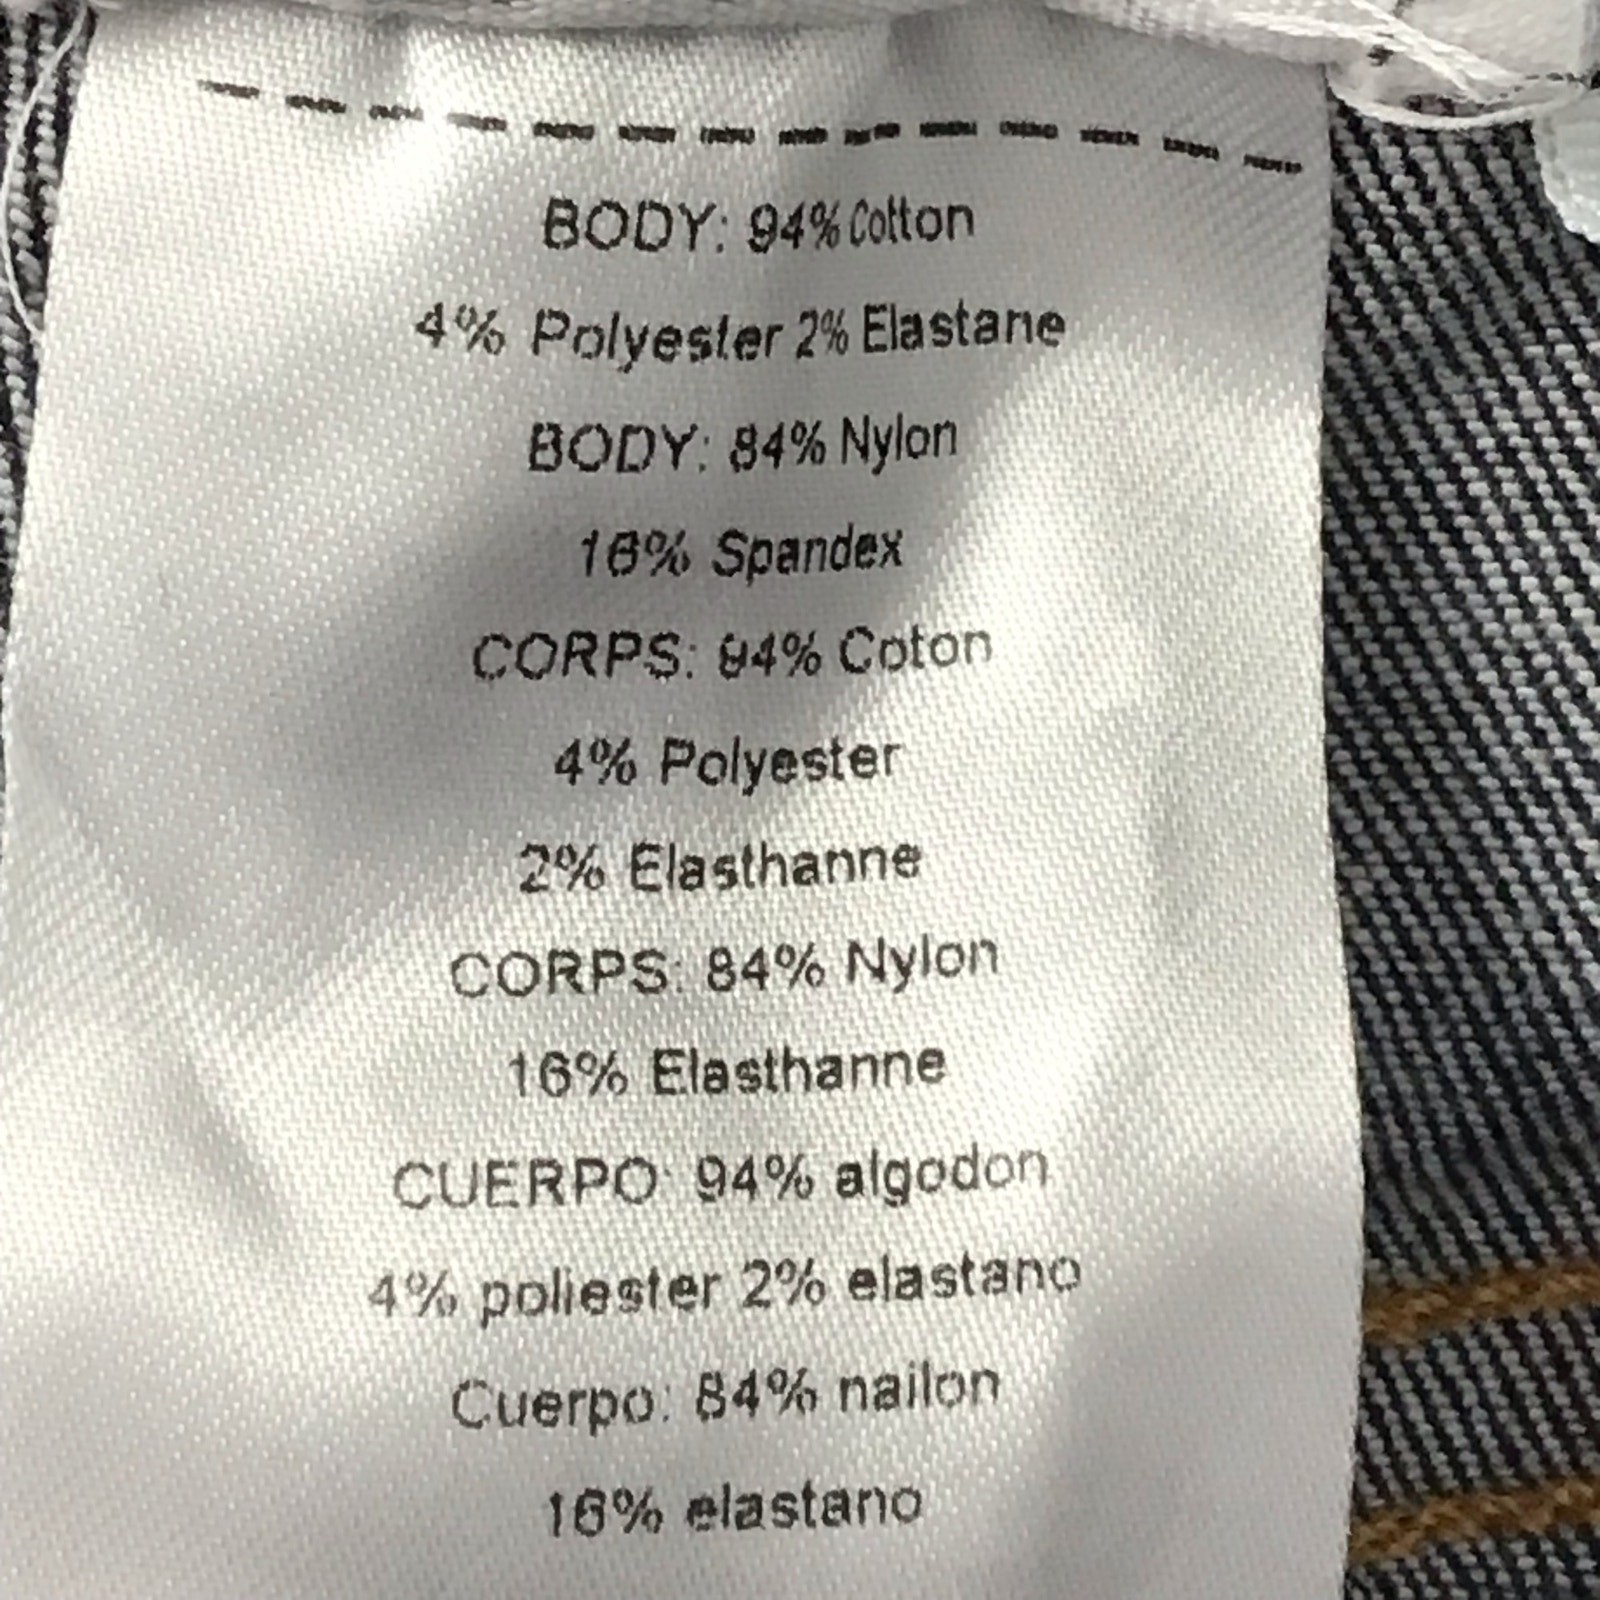 BODY: 94% Cotton
4% Polyester 2% Elastane
BODY: 84% Nylon
16% Spandex
CORPS: 94% Coton
4% Polyester
2% Elasthanne
CORPS: 84% Nylon
16% Elasthanne
CUERPO: 94% algodon
4% poliester 2% elastano
Cuerpo: 84% nailon
16% elastano